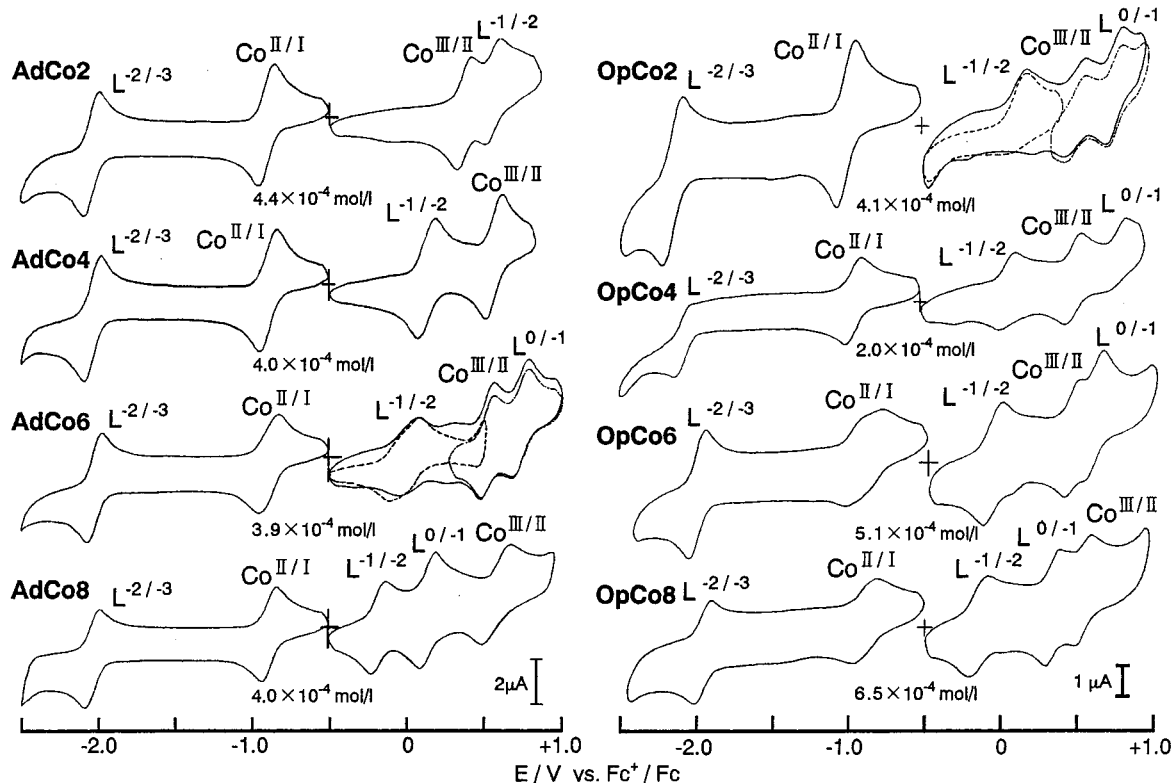 AdCo2
L-2/-3
CoII/I
CoIII/II
L-1/-2
4.4×10-4 mol/l
AdCo4
L-2/-3
CoII/I
L-1/-2
CoIII/II
4.0×10-4 mol/l
AdCo6
L-2/-3
CoII/I
L-1/-2
CoIII/II
L0/-1
3.9×10-4 mol/l
AdCo8
L-2/-3
CoII/I
L-1/-2
L0/-1
CoIII/II
4.0×10-4 mol/l
2μA
OpCo2
L-2/-3
CoII/I
L-1/-2
CoIII/II
L0/-1
4.1×10-4 mol/l
OpCo4
L-2/-3
CoII/I
L-1/-2
CoIII/II
L0/-1
2.0×10-4 mol/l
OpCo6
L-2/-3
CoII/I
L-1/-2
CoIII/II
L0/-1
5.1×10-4 mol/l
OpCo8
L-2/-3
CoII/I
L-1/-2
L0/-1
CoIII/II
6.5×10-4 mol/l
1 μA
-2.0 -1.0 0 +1.0
-2.0 -1.0 0 +1.0
E / V vs. Fc+ / Fc